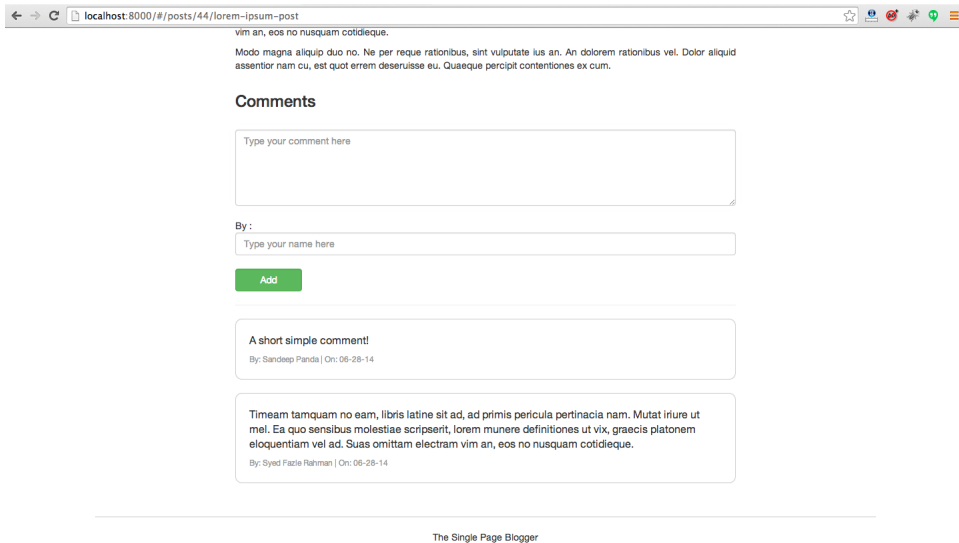 localhost:8000/#/posts/44/lorem-ipsum-post
vim an, eos no nusquam cotidieque.
Modo magna aliquip duo no. Ne per reque rationibus, sint vulputate ius an. An dolorem rationibus vel. Dolor aliquid
assentior nam cu, est quot errem deseruisse eu. Quaeque percipit contentiones ex cum.
Comments
Type your comment here
By :
Type your name here
Add
A short simple comment!
By: Sandeep Panda | On: 06-28-14
Timeam tamquam no eam, libris latine sit ad, ad primis pericula pertinacia nam. Mutat iriure ut
mel. Ea quo sensibus molestiae scripserit, lorem munere definitiones ut vix, graecis platonem
eloquentiam vel ad. Suas omittam electram vim an, eos no nusquam cotidieque.
By: Syed Fazle Rahman | On: 06-28-14
The Single Page Blogger